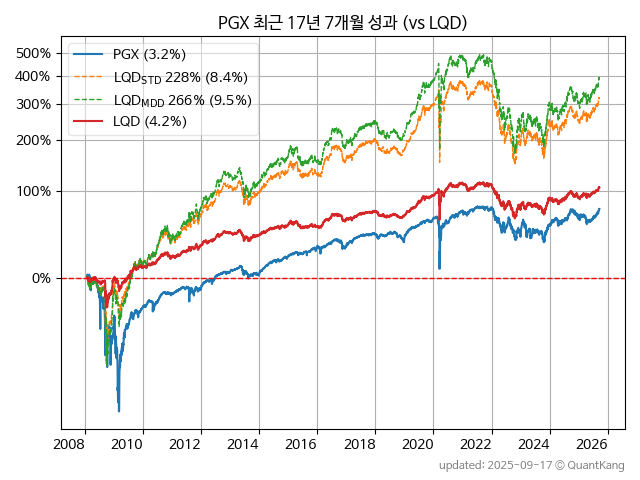 PGX 최근 17년 7개월 성과 (vs LQD)
500%
400%
300%
200%
100%
0%
PGX (3.2%)
LQD_STD 228% (8.4%)
LQD_MDD 266% (9.5%)
LQD (4.2%)
2008 2010 2012 2014 2016 2018 2020 2022 2024 2026
updated: 2025-09-17 © QuantKang